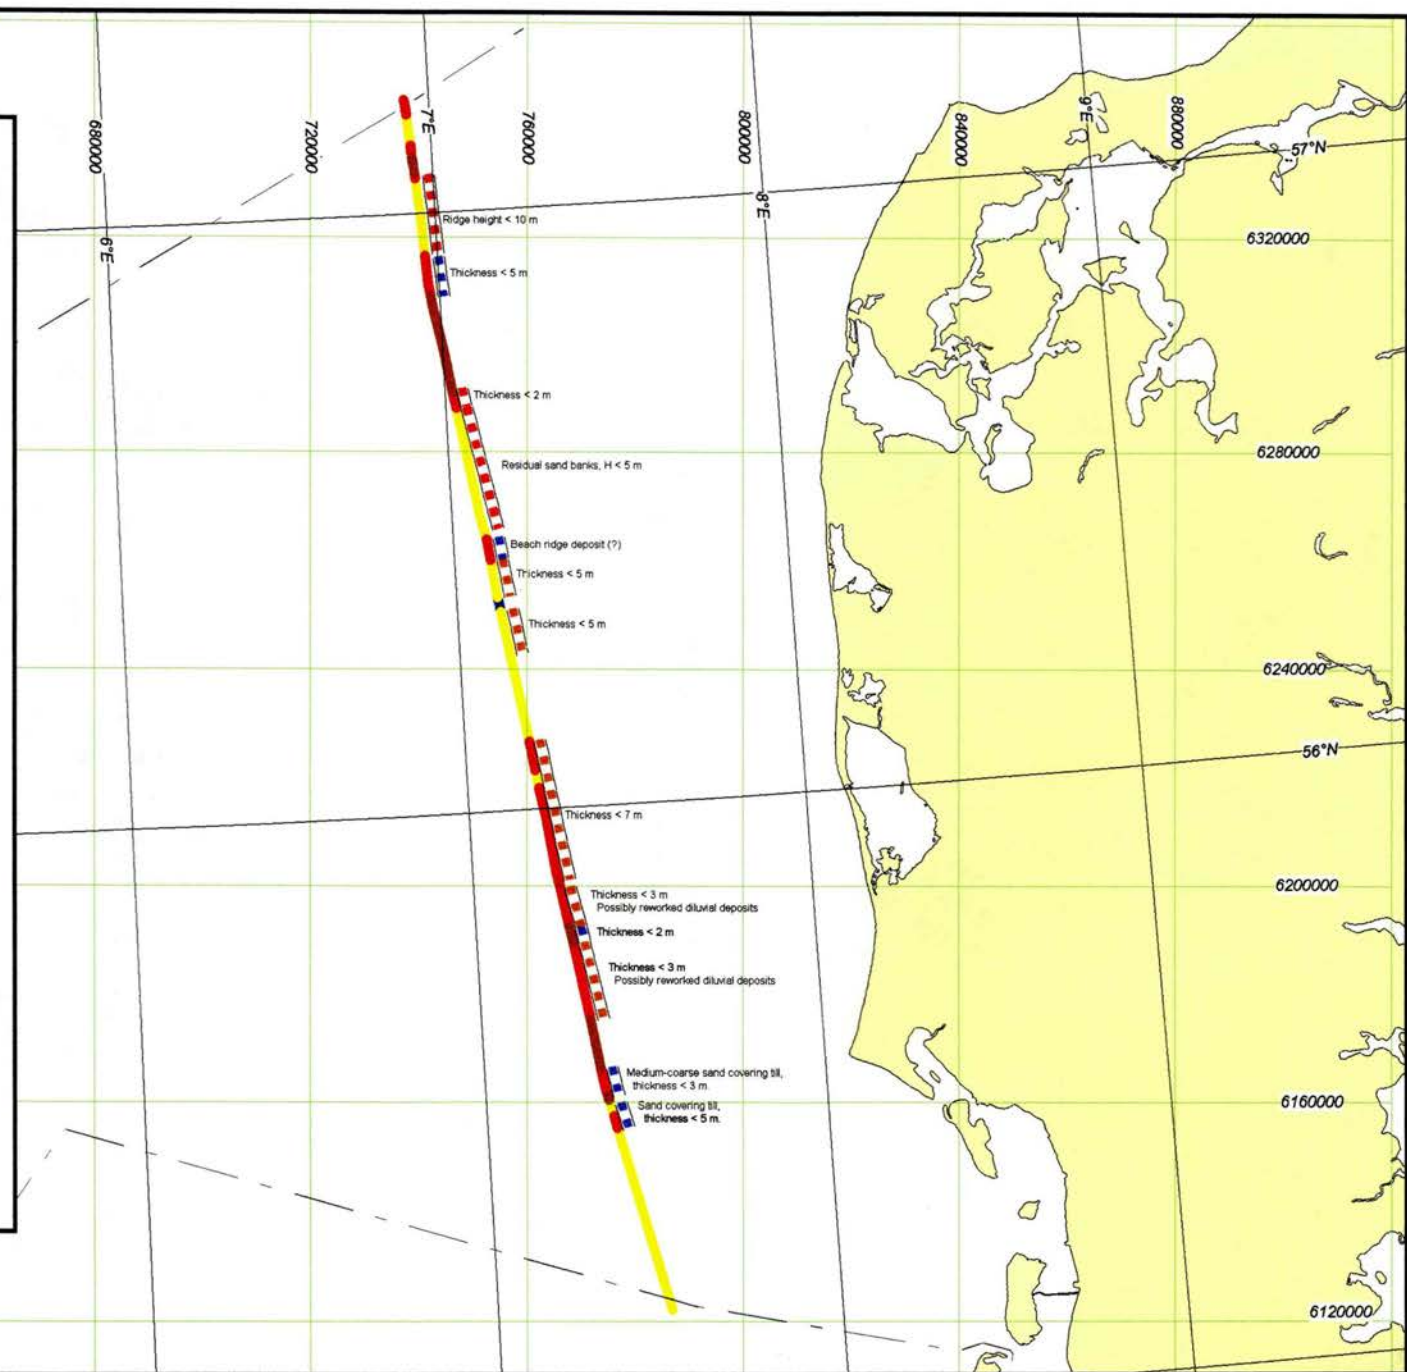 680000
720000
7°E
760000
800000
840000
9°E
880000
57°N
8°E
6°E
Ridge height < 10 m
6320000
Thickness < 5 m
Thickness < 2 m
6280000
Residual sand banks, H < 5 m
Beach ridge deposit (?)
Thickness < 5 m
Thickness < 5 m
6240000
56°N
Thickness < 7 m
6200000
Thickness < 3 m
Possibly reworked diluvial deposits
Thickness < 2 m
Thickness < 3 m
Possibly reworked diluvial deposits
Medium-coarse sand covering till,
thickness < 3 m.
6160000
Sand covering till,
thickness < 5 m.
6120000